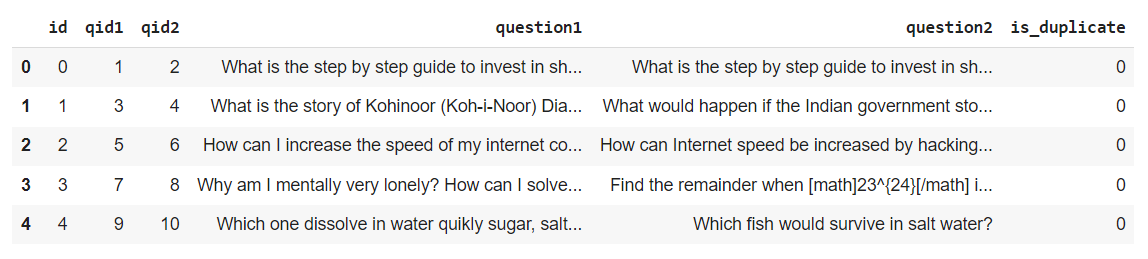 id qid1 qid2 question1 question2 is_duplicate
0 0 1 2 What is the step by step guide to invest in sh... What is the step by step guide to invest in sh... 0
1 1 3 4 What is the story of Kohinoor (Koh-i-Noor) Dia... What would happen if the Indian government sto... 0
2 2 5 6 How can I increase the speed of my internet co... How can Internet speed be increased by hacking... 0
3 3 7 8 Why am I mentally very lonely? How can I solve... Find the remainder when [math]23^{24}[/math] i... 0
4 4 9 10 Which one dissolve in water quikly sugar, salt... Which fish would survive in salt water? 0